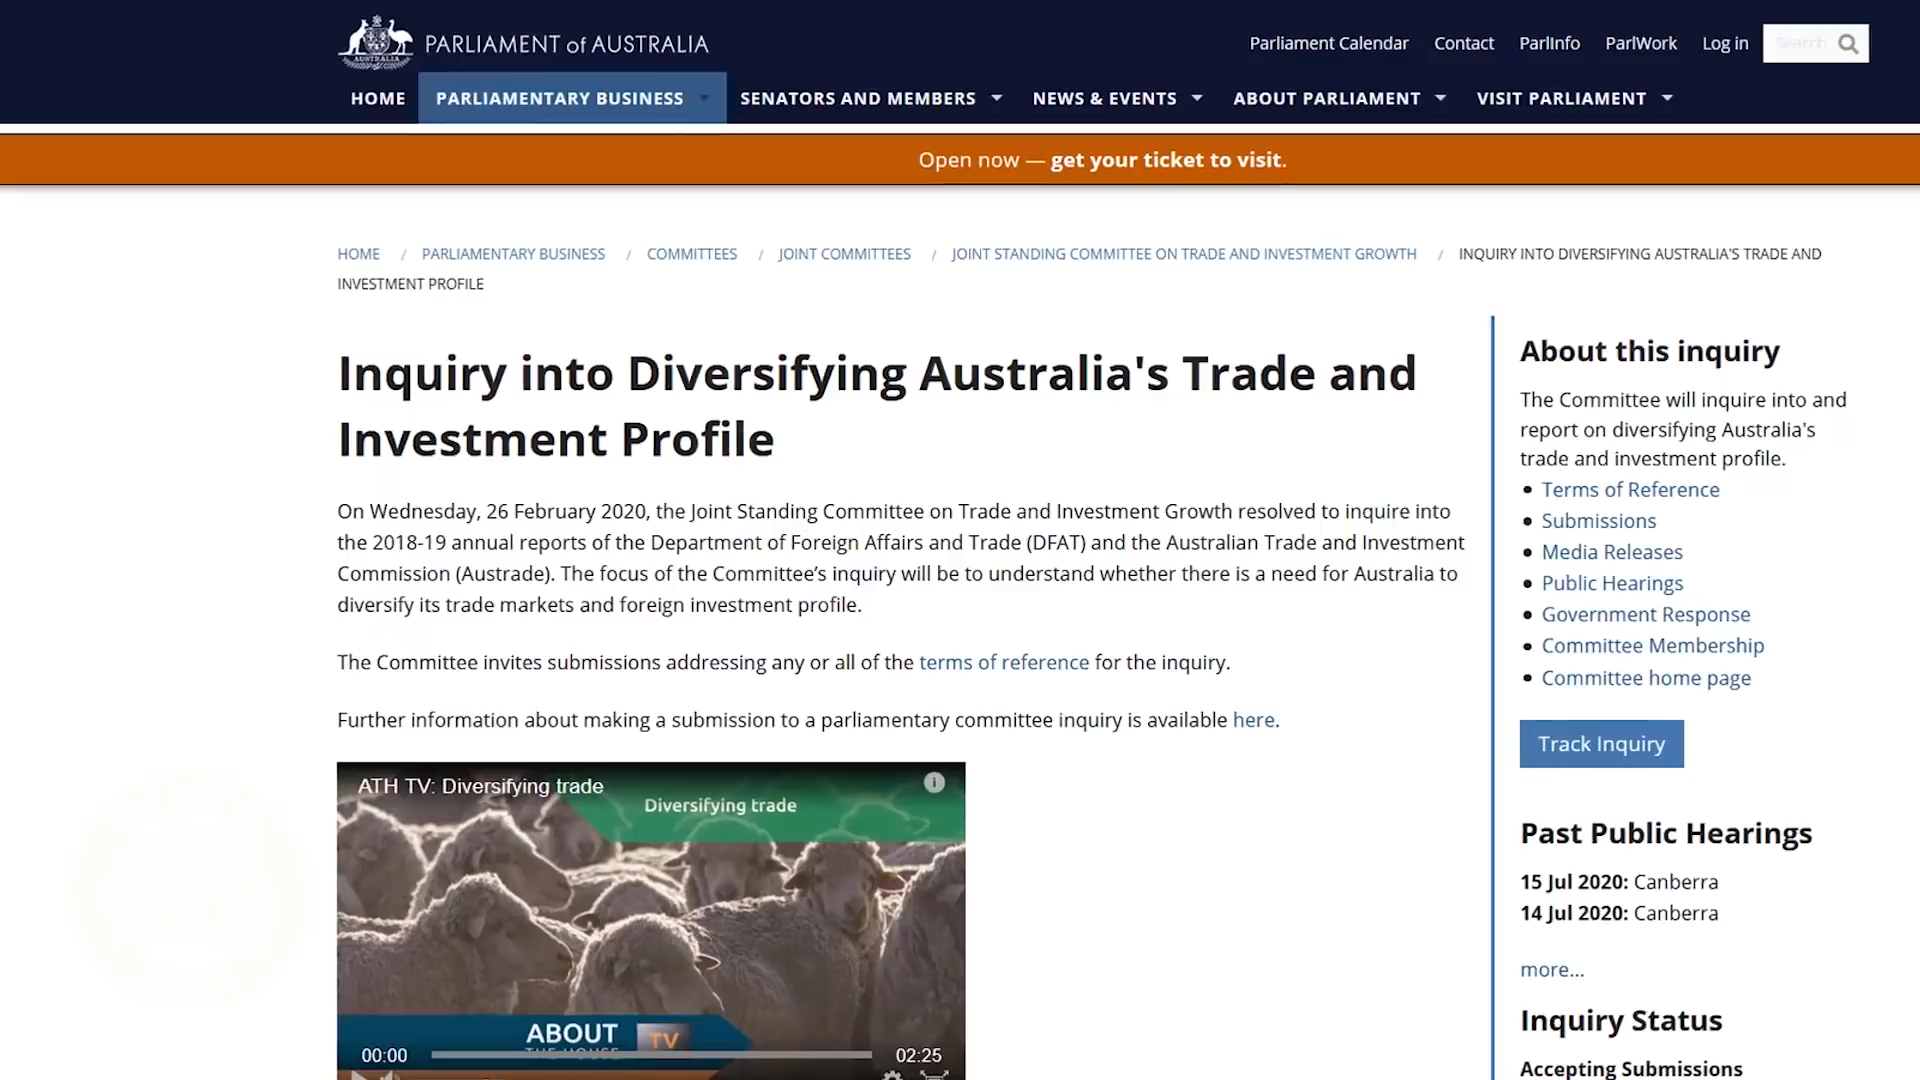 PARLIAMENT of AUSTRALIA
AUSTRALIA
Parliament Calendar
Contact
ParlInfo
ParlWork
Log in
Search
HOME
PARLIAMENTARY BUSINESS
SENATORS AND MEMBERS
NEWS & EVENTS
ABOUT PARLIAMENT
VISIT PARLIAMENT
Open now — get your ticket to visit.
HOME / PARLIAMENTARY BUSINESS / COMMITTEES / JOINT COMMITTEES / JOINT STANDING COMMITTEE ON TRADE AND INVESTMENT GROWTH / INQUIRY INTO DIVERSIFYING AUSTRALIA'S TRADE AND
INVESTMENT PROFILE
Inquiry into Diversifying Australia's Trade and
Investment Profile
On Wednesday, 26 February 2020, the Joint Standing Committee on Trade and Investment Growth resolved to inquire into
the 2018-19 annual reports of the Department of Foreign Affairs and Trade (DFAT) and the Australian Trade and Investment
Commission (Austrade). The focus of the Committee’s inquiry will be to understand whether there is a need for Australia to
diversify its trade markets and foreign investment profile.
The Committee invites submissions addressing any or all of the terms of reference for the inquiry.
Further information about making a submission to a parliamentary committee inquiry is available here.
ATH TV: Diversifying trade
Diversifying trade
ABOUT
THE HOUSE
TV
00:00
02:25
About this inquiry
The Committee will inquire into and
report on diversifying Australia's
trade and investment profile.
Terms of Reference
Submissions
Media Releases
Public Hearings
Government Response
Committee Membership
Committee home page
Track Inquiry
Past Public Hearings
15 Jul 2020: Canberra
14 Jul 2020: Canberra
more...
Inquiry Status
Accepting Submissions